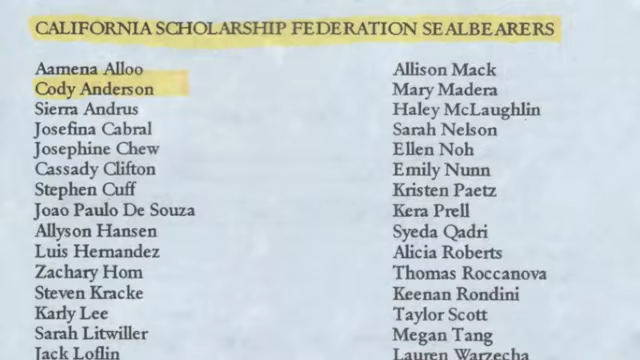 CALIFORNIA SCHOLARSHIP FEDERATION SEALBEARERS
Aamena Alloo
Cody Anderson
Sierra Andrus
Josefina Cabral
Josephine Chew
Cassady Clifton
Stephen Cuff
Joao Paulo De Souza
Allyson Hansen
Luis Hernandez
Zachary Hom
Steven Kracke
Karly Lee
Sarah Litwiller
Jack Loflin
Allison Mack
Mary Madera
Haley McLaughlin
Sarah Nelson
Ellen Noh
Emily Nunn
Kristen Paetz
Kera Prell
Syeda Qadri
Alicia Roberts
Thomas Roccanova
Keenan Rondini
Taylor Scott
Megan Tang
Lauren Warzecha